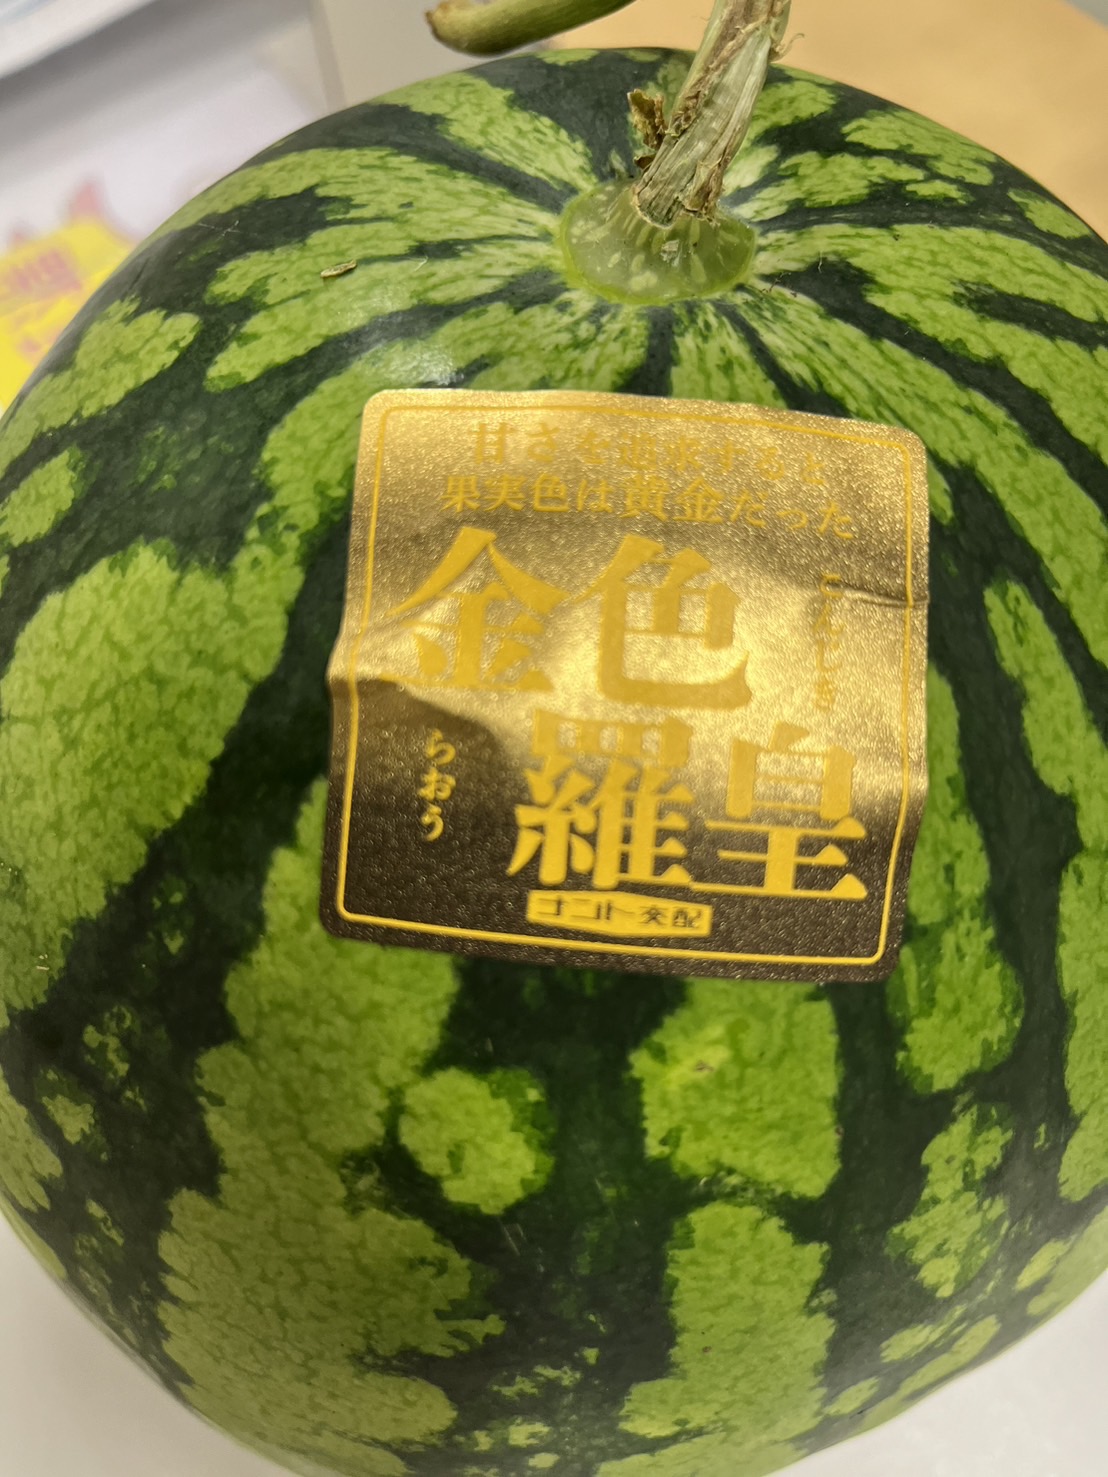 甘さを追求すると
果実色は黄金だった
金色
こんじき
羅皇
らおう
ナント交配